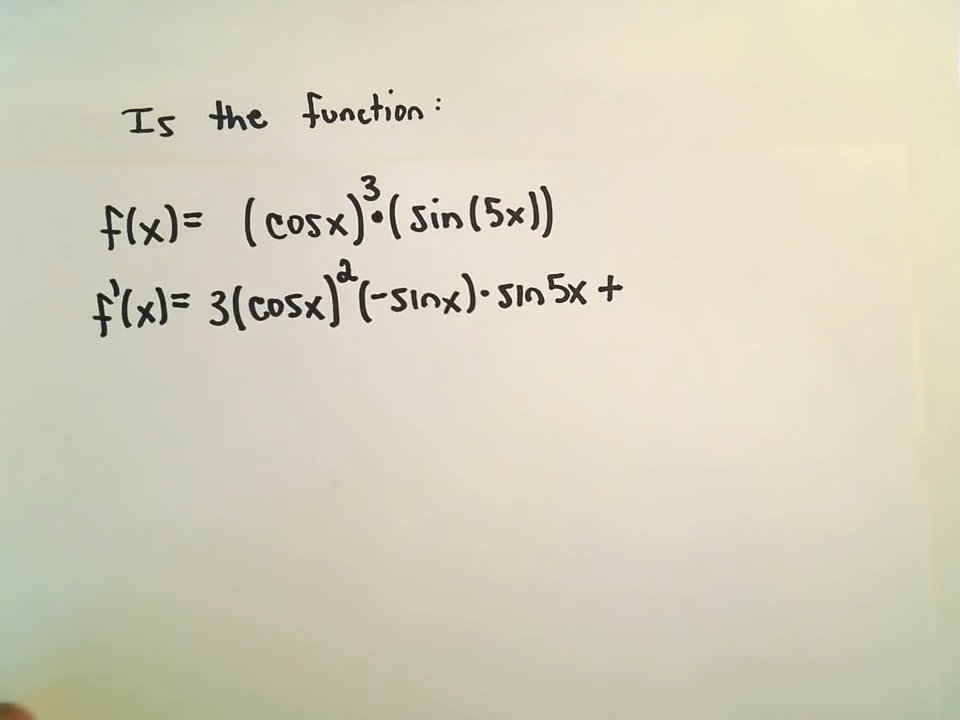 Is the function:
f(x)= (cosx)³•(sin(5x))
f'(x)= 3(cosx)²(-sinx)·sin5x +